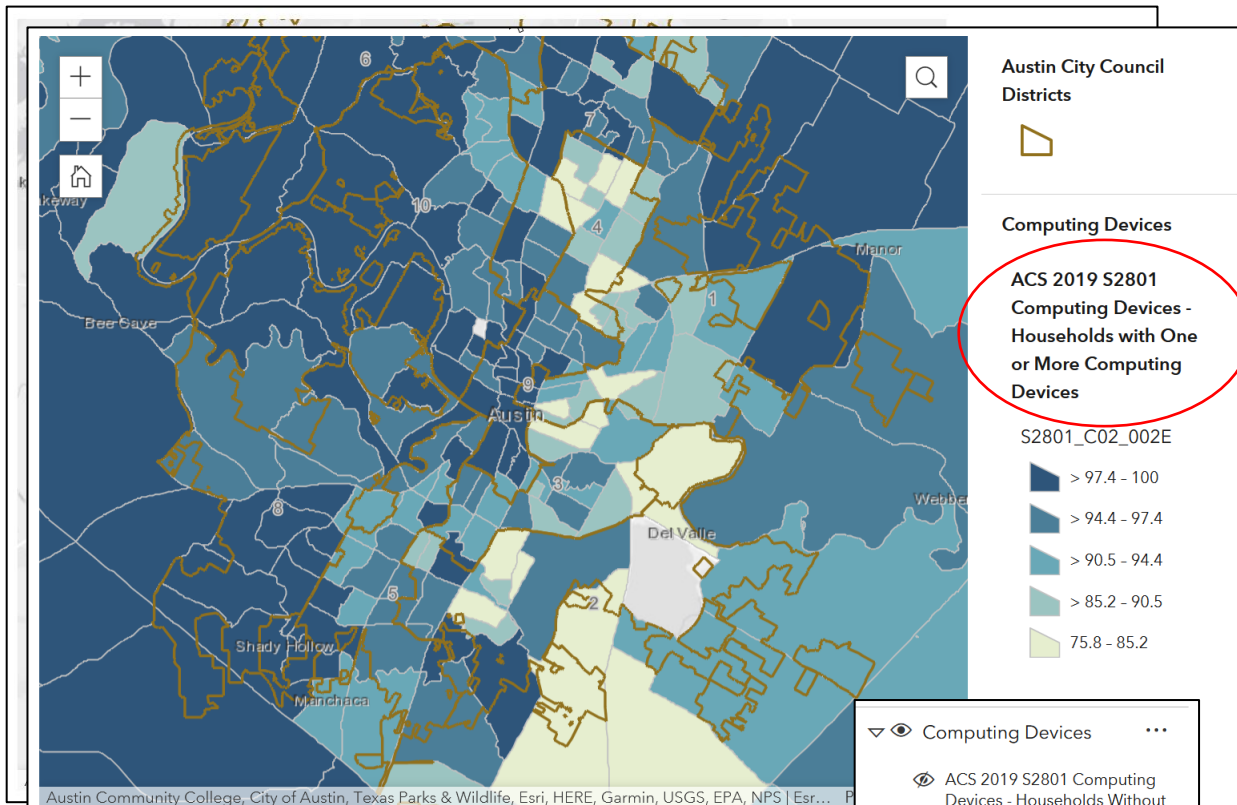 6
7
10
4
keway
Manor
1
Bee Cave
9
Austin
3
8
Webber
Del Valle
2
5
Shady Hollow
Manchaca
Austin Community College, City of Austin, Texas Parks & Wildlife, Esri, HERE, Garmin, USGS, EPA, NPS | Esr... P
Austin City Council
Districts
Computing Devices
ACS 2019 S2801
Computing Devices -
Households with One
or More Computing
Devices
S2801_C02_002E
> 97.4 - 100
> 94.4 - 97.4
> 90.5 - 94.4
> 85.2 - 90.5
75.8 - 85.2
Computing Devices
ACS 2019 S2801 Computing
Devices - Households Without